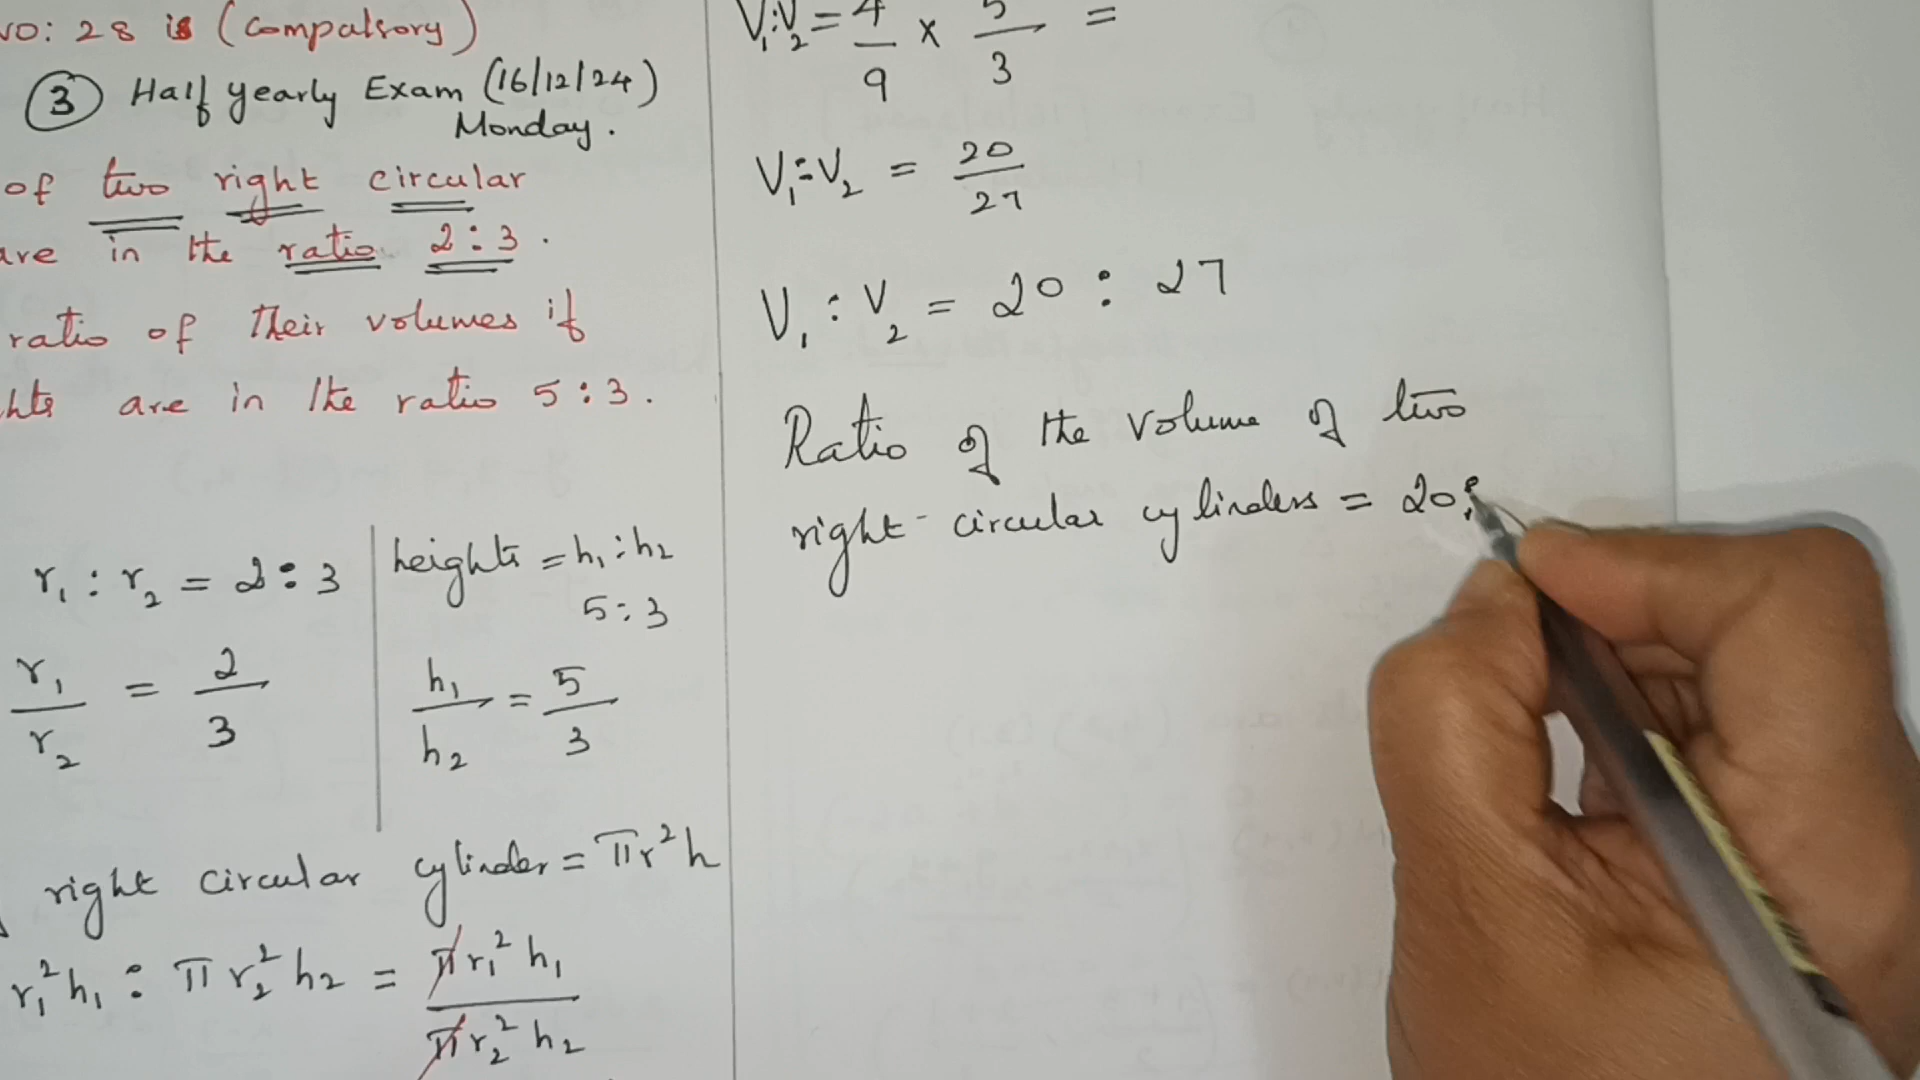 NO: 28 is (Compalsory)
3 Half yearly Exam (16/12/24)
Monday.
of two right circular
are in the ratio 2:3.
ratio of their volumes if
hts are in the ratio 5:3.
r₁ : r₂ = 2:3
heights = h₁:h₂
5:3
r₁/r₂ = 2/3
h₁/h₂ = 5/3
right circular cylinder = πr²h
r₁²h₁ : πr₂²h₂ = πr₁²h₁/πr₂²h₂
V₁:V₂ = 4/9 × 5/3 =
V₁:V₂ = 20/27
V₁ : V₂ = 20 : 27
Ratio of the volume of two
right circular cylinders = 20: